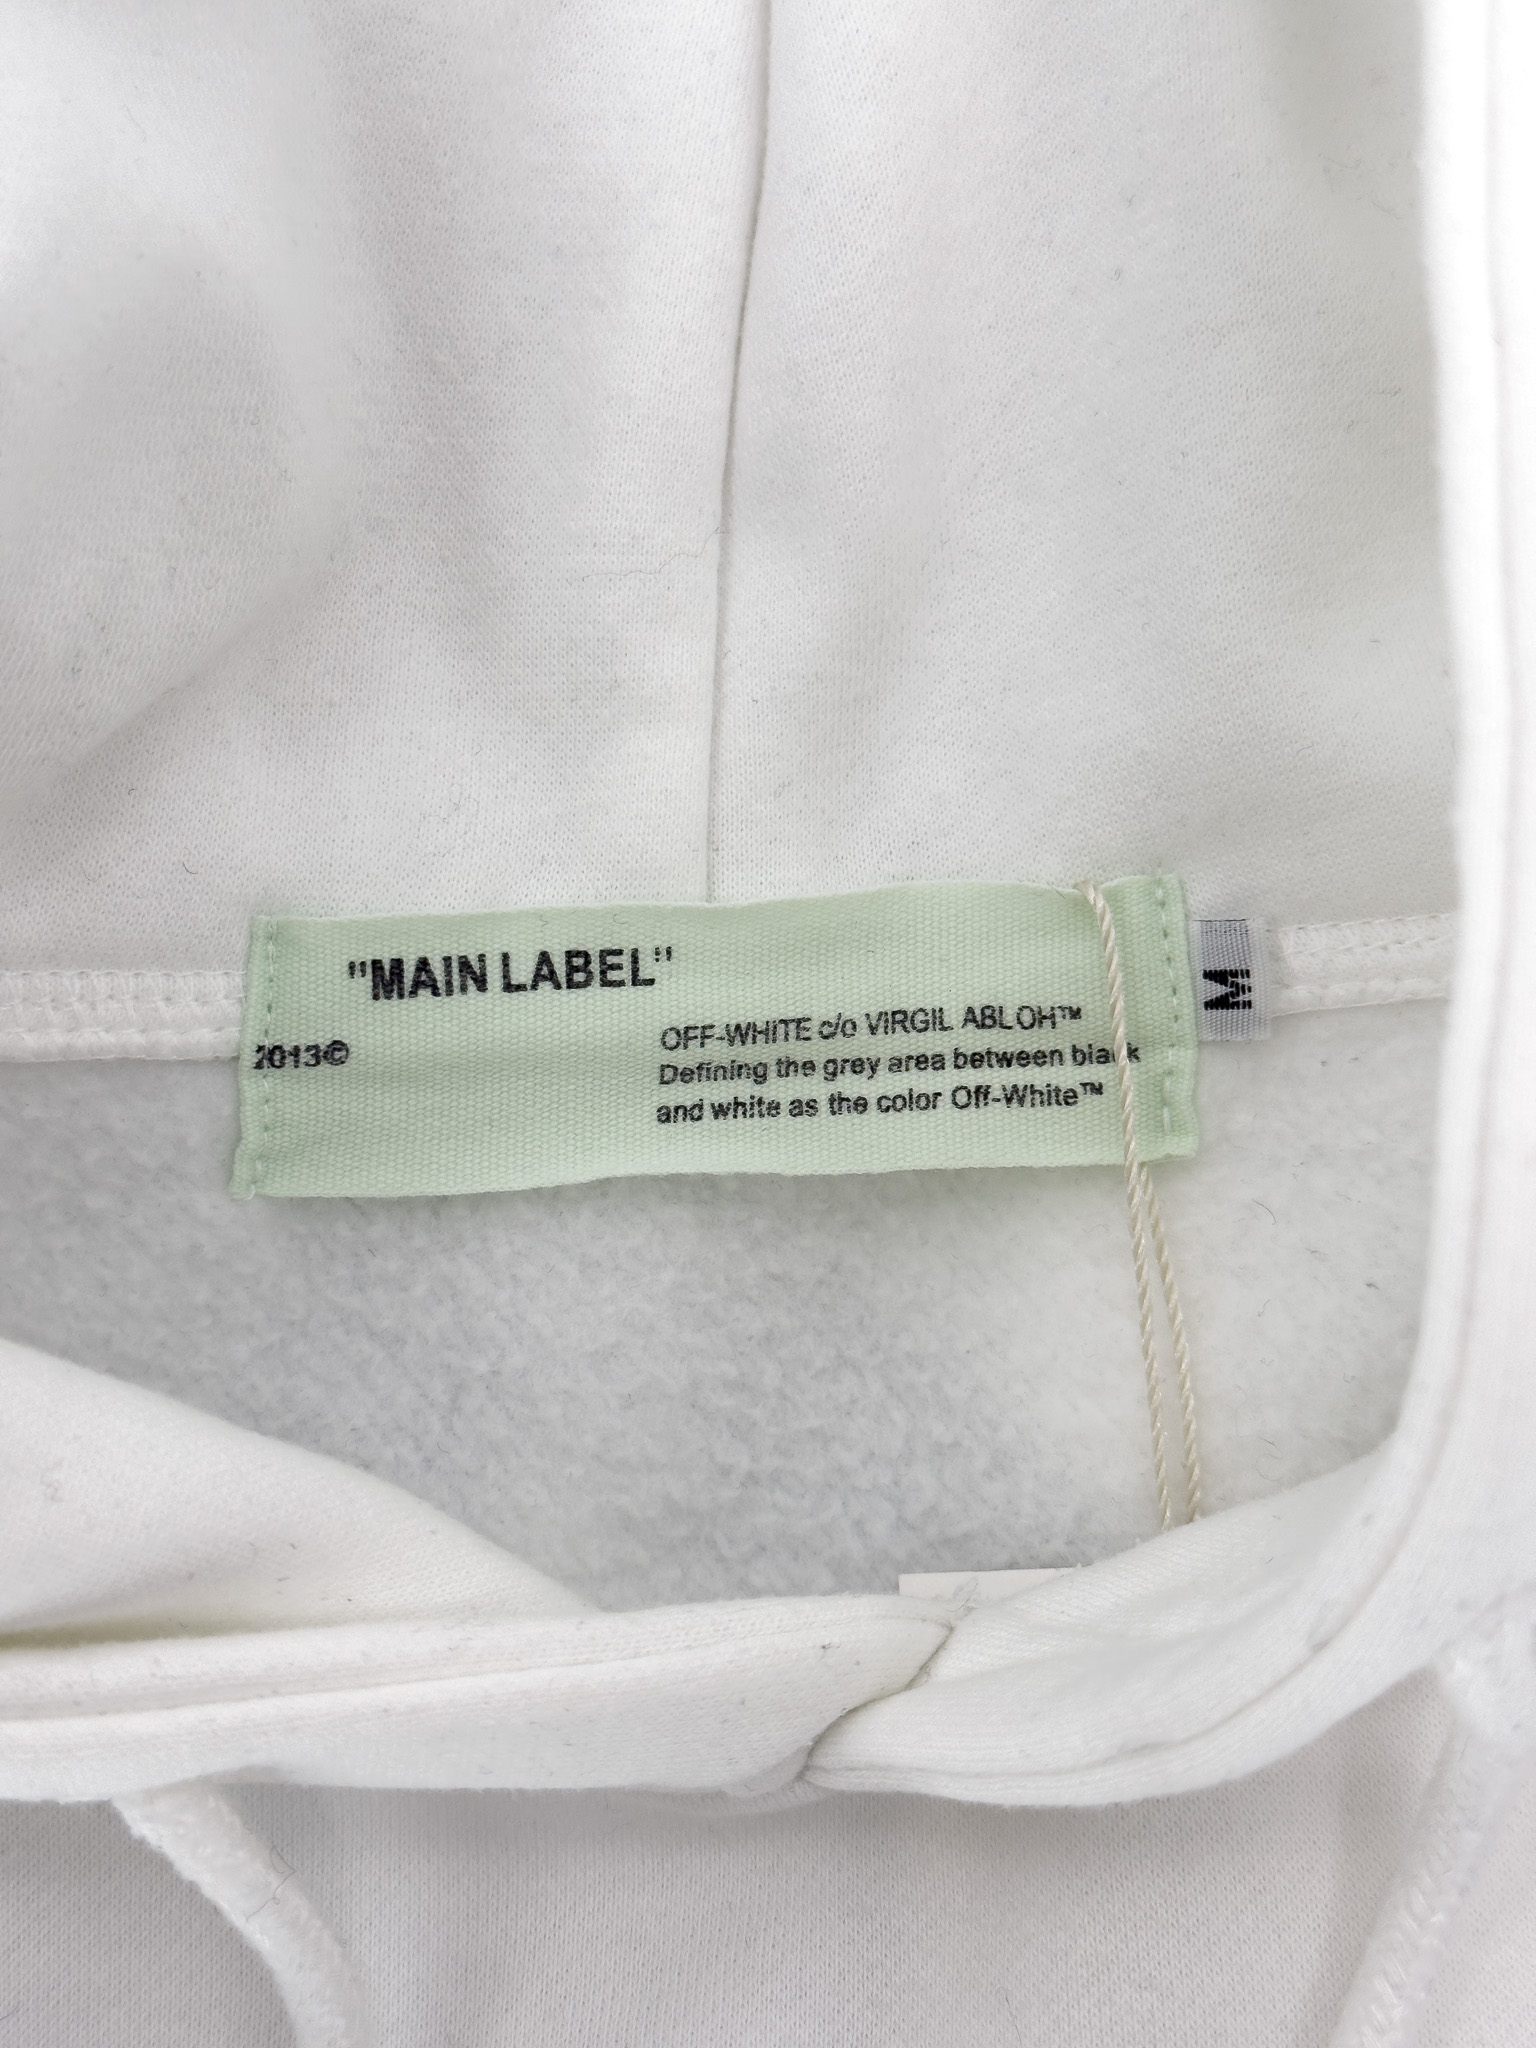 "MAIN LABEL"
OFF-WHITE c/o VIRGIL ABLOH™
2013©
Defining the grey area between black
and white as the color Off-White™
M